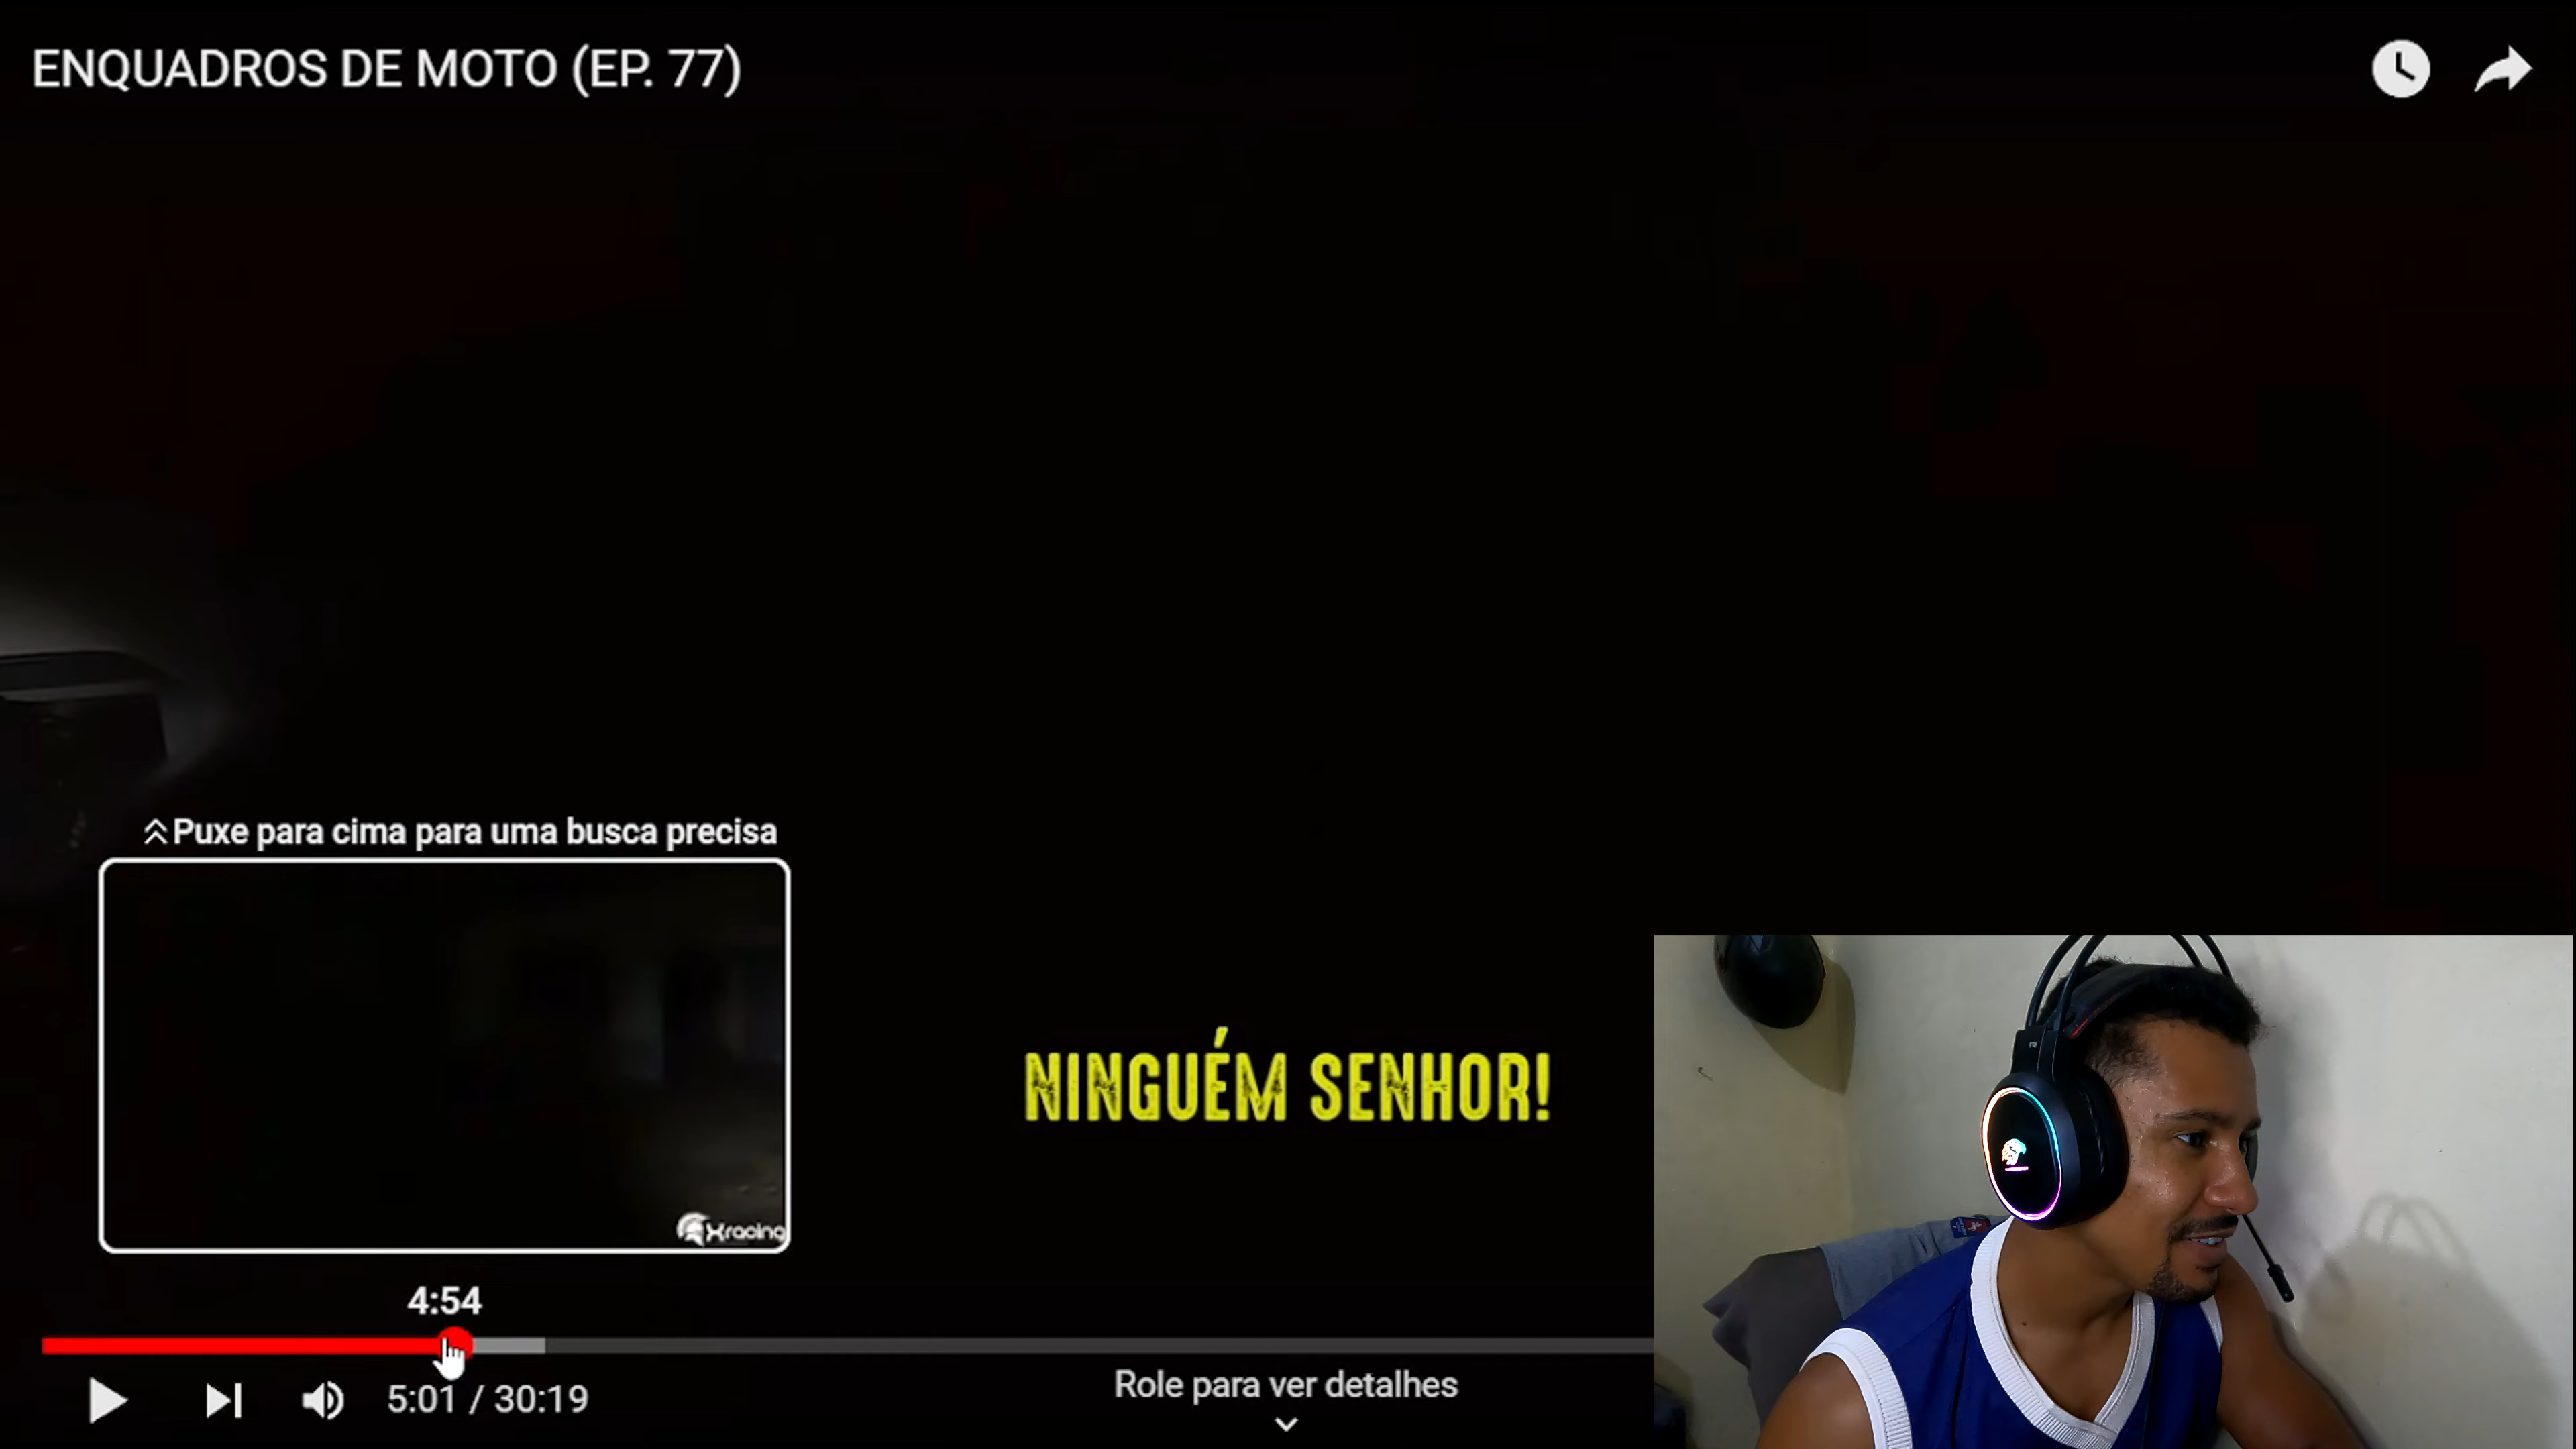 ENQUADROS DE MOTO (EP. 77)
Puxe para cima para uma busca precisa
Xracing
NINGUÉM SENHOR!
4:54
5:01 / 30:19
Role para ver detalhes